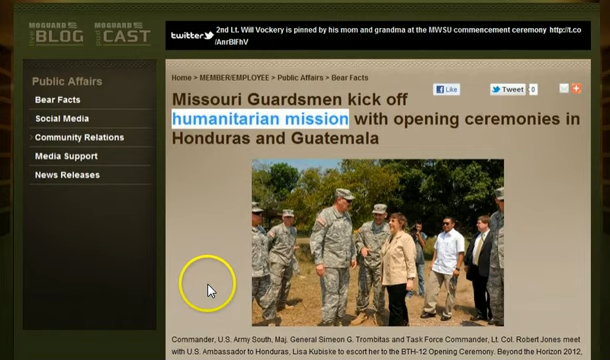 MOGUARD
live BLOG
MOGUARD
CAST
twitter
2nd Lt. Will Vockery is pinned by his mom and grandma at the MWSU commencement ceremony http://t.co
/AnrBIFhV
Public Affairs
Bear Facts
Social Media
Community Relations
Media Support
News Releases
Home > MEMBER/EMPLOYEE > Public Affairs > Bear Facts
Like
Tweet
0
Missouri Guardsmen kick off
humanitarian mission with opening ceremonies in
Honduras and Guatemala
Commander, U.S. Army South, Maj. General Simeon G. Trombitas and Task Force Commander, Lt. Col. Robert Jones meet
with U.S. Ambassador to Honduras, Lisa Kubiske to escort her to the BTH-12 Opening Ceremony. Beyond the Horizon 2012,